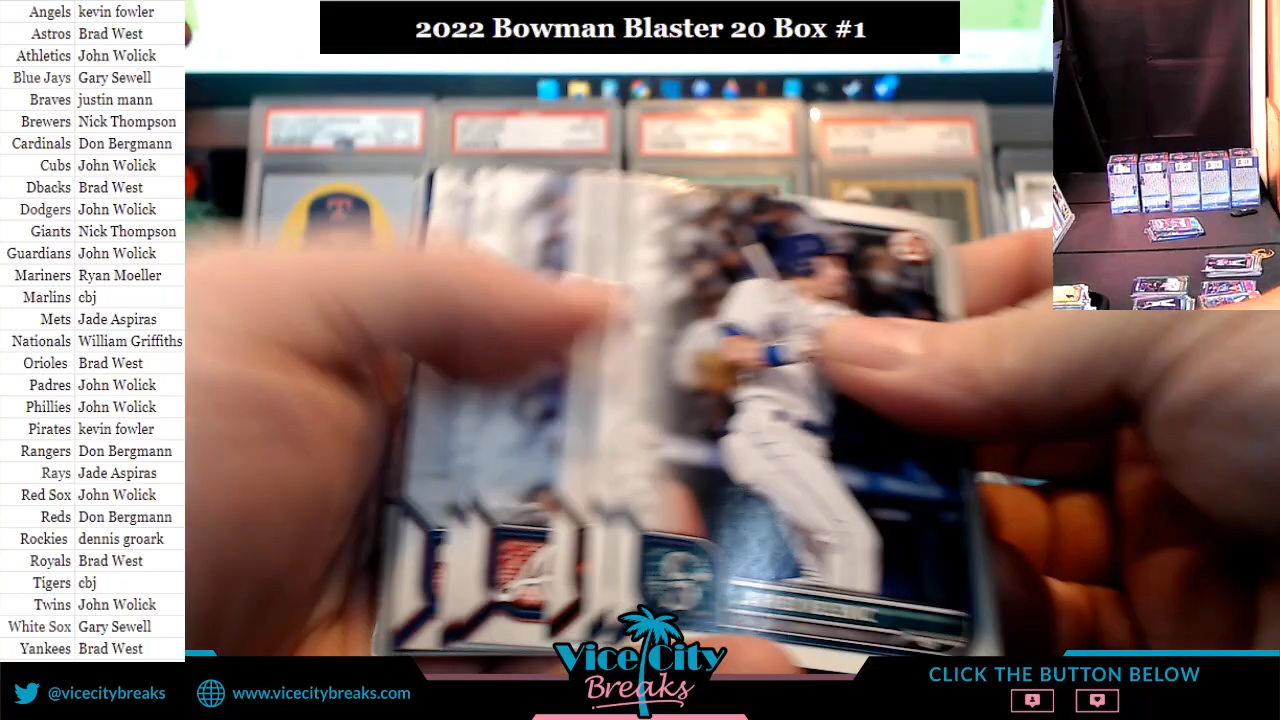 2022 Bowman Blaster 20 Box #1
Angels kevin fowler
Astros Brad West
Athletics John Wolick
Blue Jays Gary Sewell
Braves justin mann
Brewers Nick Thompson
Cardinals Don Bergmann
Cubs John Wolick
Dbacks Brad West
Dodgers John Wolick
Giants Nick Thompson
Guardians John Wolick
Mariners Ryan Moeller
Marlins cbj
Mets Jade Aspiras
Nationals William Griffiths
Orioles Brad West
Padres John Wolick
Phillies John Wolick
Pirates kevin fowler
Rangers Don Bergmann
Rays Jade Aspiras
Red Sox John Wolick
Reds Don Bergmann
Rockies dennis groark
Royals Brad West
Tigers cbj
Twins John Wolick
White Sox Gary Sewell
Yankees Brad West
@vicecitybreaks
www.vicecitybreaks.com
Vice City
Breaks
CLICK THE BUTTON BELOW